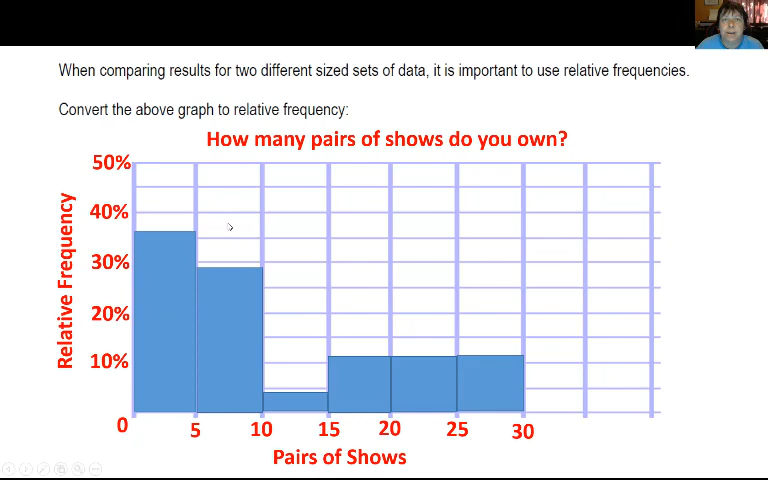 When comparing results for two different sized sets of data, it is important to use relative frequencies.
Convert the above graph to relative frequency:
How many pairs of shows do you own?
50%
40%
30%
20%
10%
0
Relative Frequency
5 10 15 20 25 30
Pairs of Shows